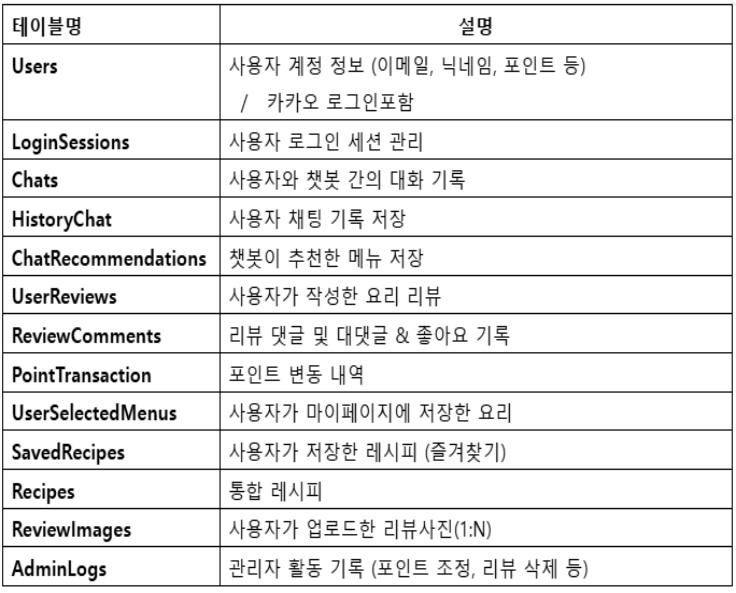 테이블명 설명
Users 사용자 계정 정보 (이메일, 닉네임, 포인트 등)
/ 카카오 로그인포함
LoginSessions 사용자 로그인 세션 관리
Chats 사용자와 챗봇 간의 대화 기록
HistoryChat 사용자 채팅 기록 저장
ChatRecommendations 챗봇이 추천한 메뉴 저장
UserReviews 사용자가 작성한 요리 리뷰
ReviewComments 리뷰 댓글 및 대댓글 & 좋아요 기록
PointTransaction 포인트 변동 내역
UserSelectedMenus 사용자가 마이페이지에 저장한 요리
SavedRecipes 사용자가 저장한 레시피 (즐겨찾기)
Recipes 통합 레시피
ReviewImages 사용자가 업로드한 리뷰사진(1:N)
AdminLogs 관리자 활동 기록 (포인트 조정, 리뷰 삭제 등)